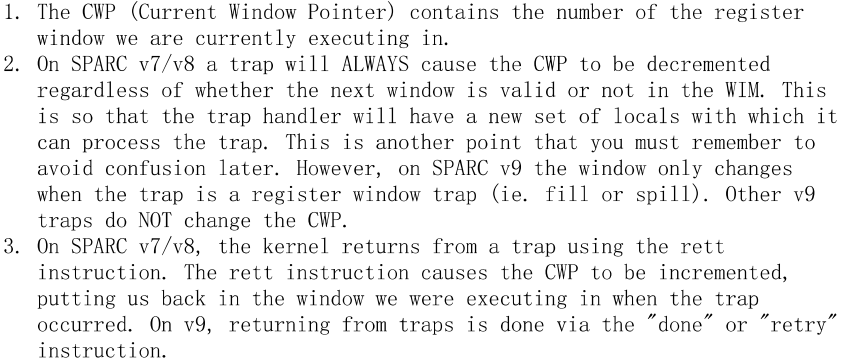 1. The CWP (Current Window Pointer) contains the number of the register
window we are currently executing in.
2. On SPARC v7/v8 a trap will ALWAYS cause the CWP to be decremented
regardless of whether the next window is valid or not in the WIM. This
is so that the trap handler will have a new set of locals with which it
can process the trap. This is another point that you must remember to
avoid confusion later. However, on SPARC v9 the window only changes
when the trap is a register window trap (ie. fill or spill). Other v9
traps do NOT change the CWP.
3. On SPARC v7/v8, the kernel returns from a trap using the rett
instruction. The rett instruction causes the CWP to be incremented,
putting us back in the window we were executing in when the trap
occurred. On v9, returning from traps is done via the "done" or "retry"
instruction.